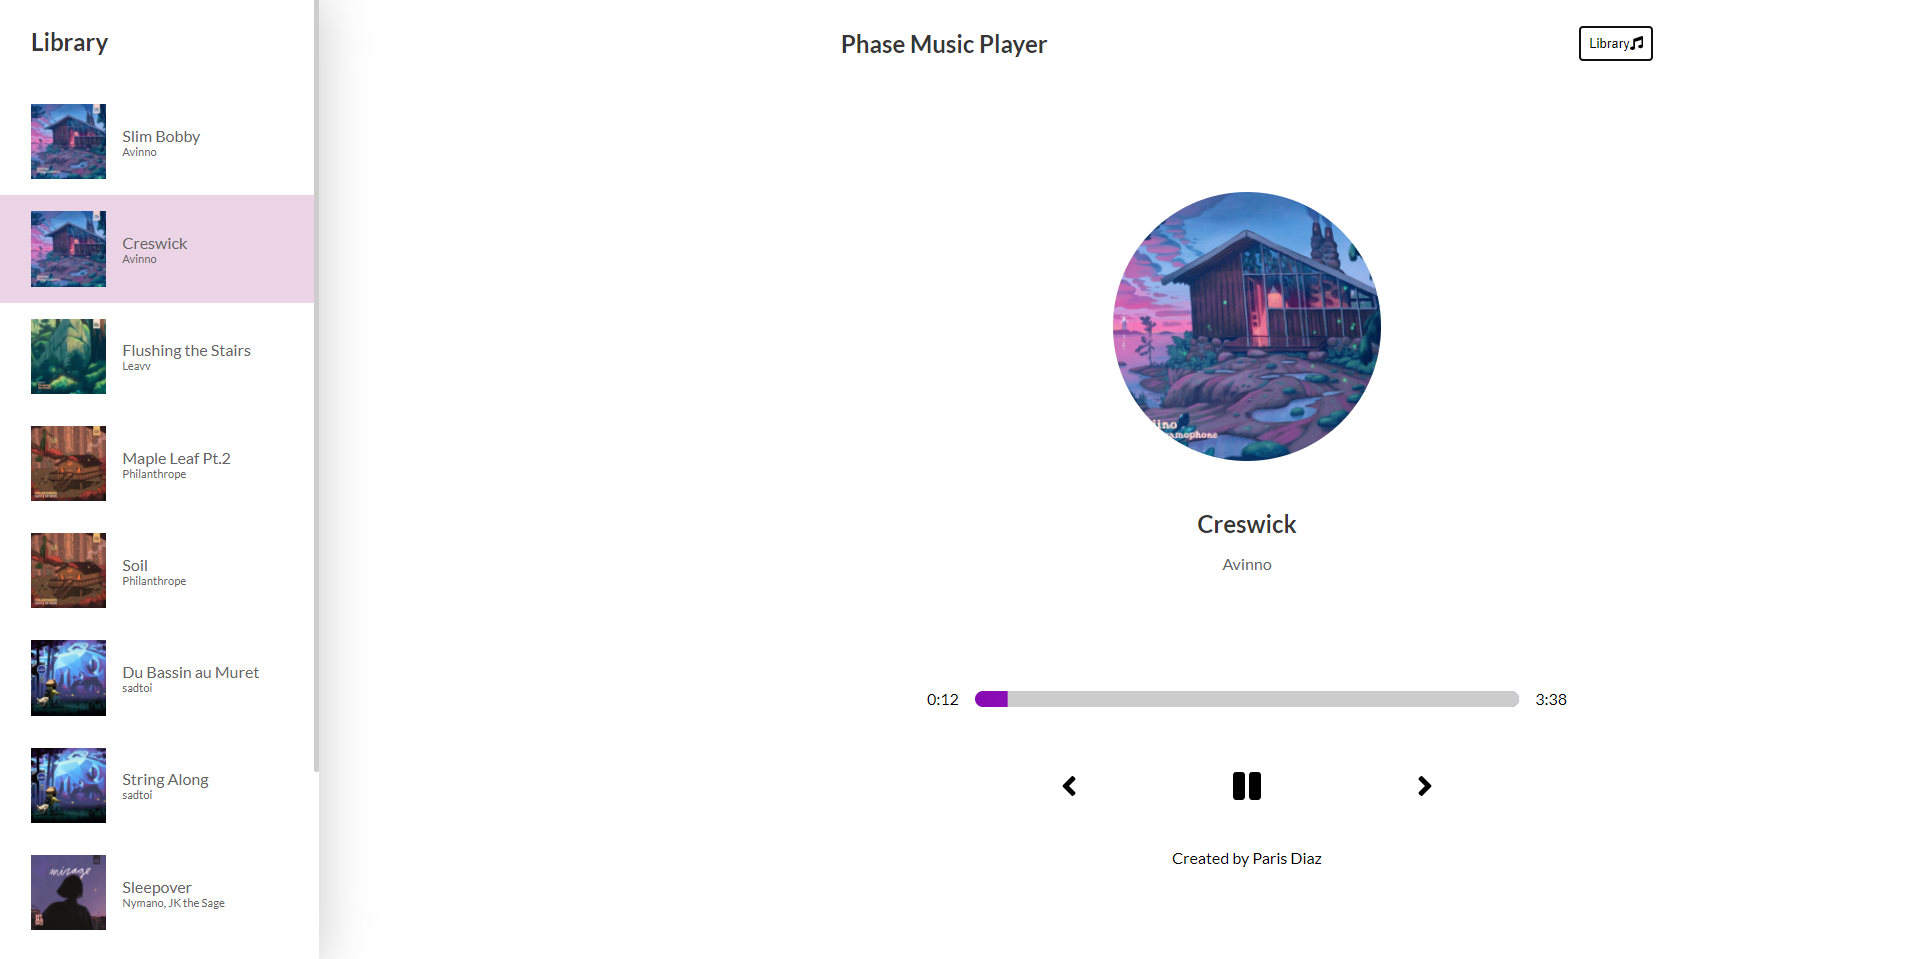 Library
Slim Bobby
Avinno
Creswick
Avinno
Flushing the Stairs
Leavv
Maple Leaf Pt.2
Philanthrope
Soil
Philanthrope
Du Bassin au Muret
sadtoi
String Along
sadtoi
mirage
Sleepover
Nymano, JK the Sage
Phase Music Player
Library
Creswick
Avinno
0:12
3:38
Created by Paris Diaz